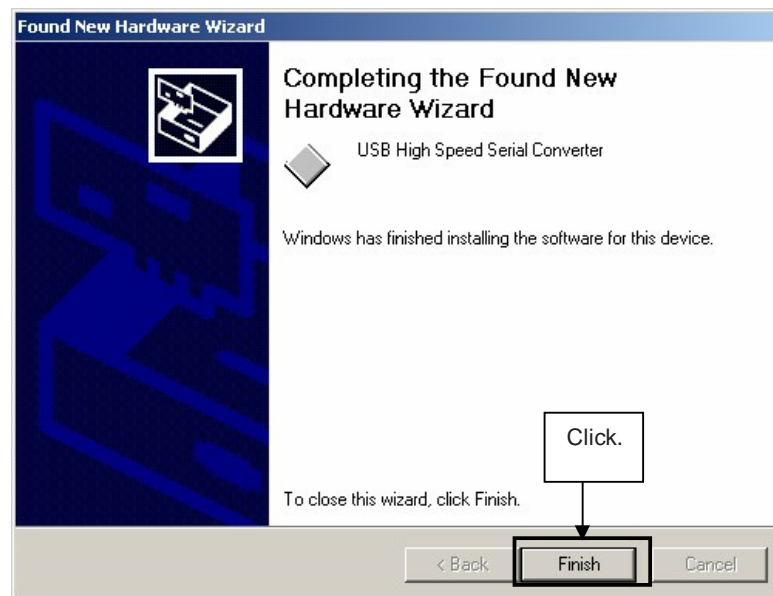 Found New Hardware Wizard
Completing the Found New
Hardware Wizard
USB High Speed Serial Converter
Windows has finished installing the software for this device.
Click.
To close this wizard, click Finish.
< Back
Finish
Cancel